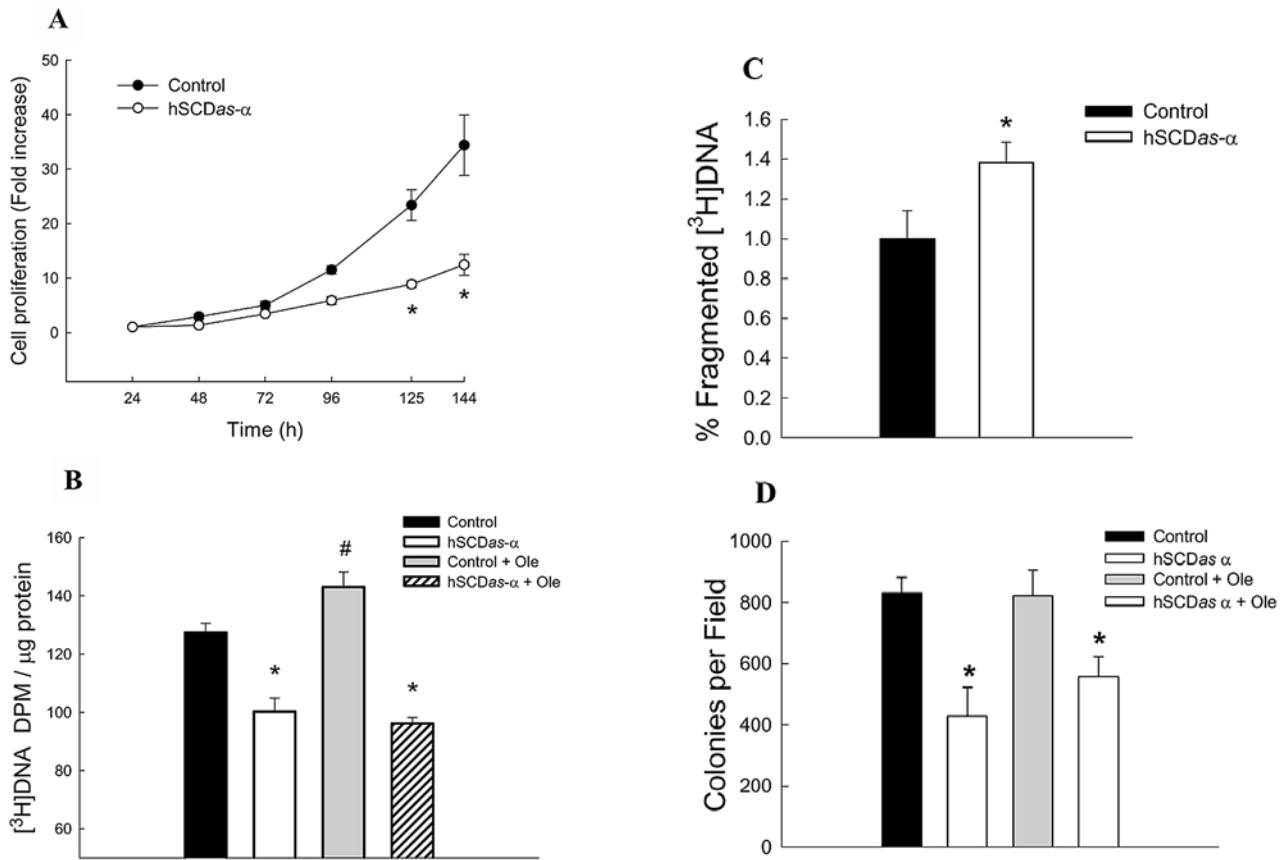 A
Cell proliferation (Fold increase)
50
40
30
20
10
0
Control
hSCDas-α
*
*
24 48 72 96 125 144
Time (h)
C
% Fragmented [³H]DNA
1.6
1.4
1.2
1.0
0.8
0.6
0.4
0.2
0.0
*
Control
hSCDas-α
B
[³H]DNA DPM / µg protein
160
140
120
100
80
60
*
#
*
Control
hSCDas-α
Control + Ole
hSCDas-α + Ole
D
Colonies per Field
1000
800
600
400
200
0
*
*
Control
hSCDas α
Control + Ole
hSCDas α + Ole